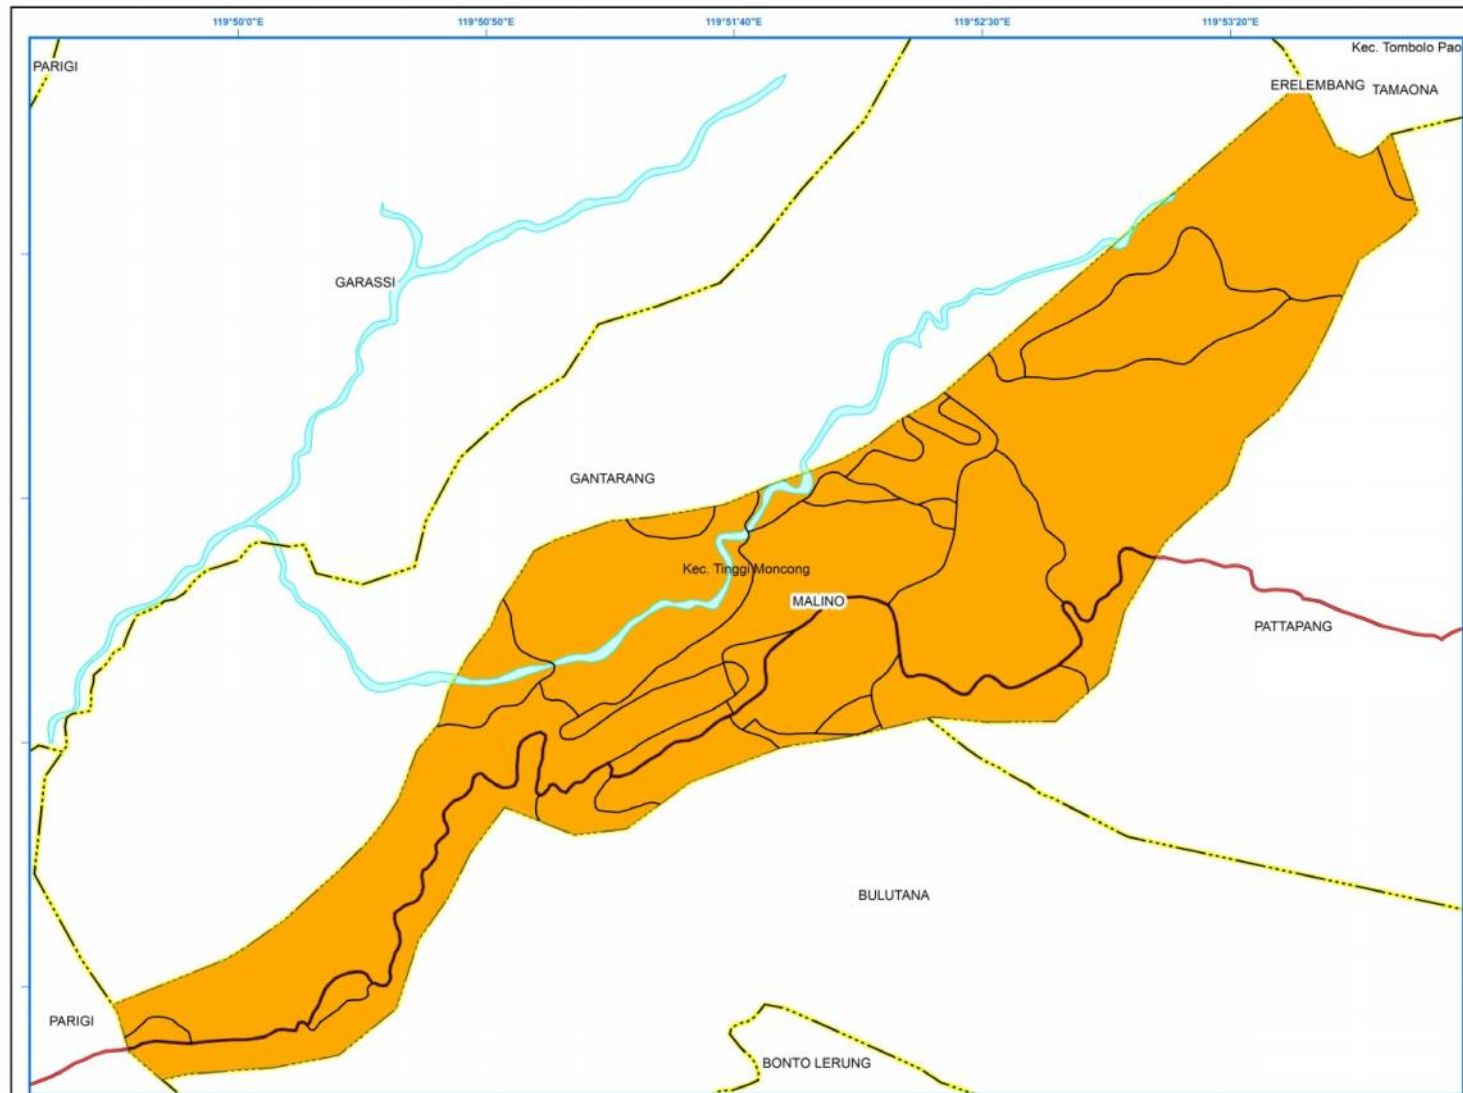 119°50'0"E
119°50'50"E
119°51'40"E
119°52'30"E
119°53'20"E
Kec. Tombolo Pao
PARIGI
ERELEMBANG
TAMAONA
GARASSI
GANTARANG
Kec. Tinggi Moncong
MALINO
PATTAPANG
BULUTANA
PARIGI
BONTO LERUNG